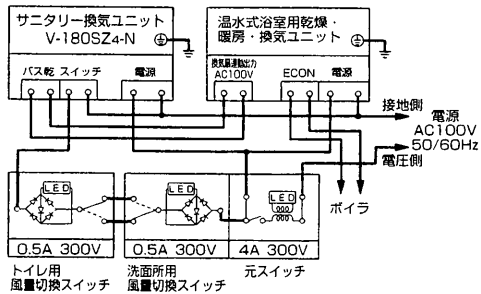 サニタリー換気ユニット
V-180SZ4-N
バス乾 スイッチ 電源
温水式浴室用乾燥・
暖房・換気ユニット
換気扇連動出力
AC100V
ECON 電源
接地側
電源
AC100V
50/60Hz
電圧側
ボイラ
LED
LED
LED
0.5A 300V
0.5A 300V
4A 300V
トイレ用
風量切換スイッチ
洗面所用
風量切換スイッチ
元スイッチ